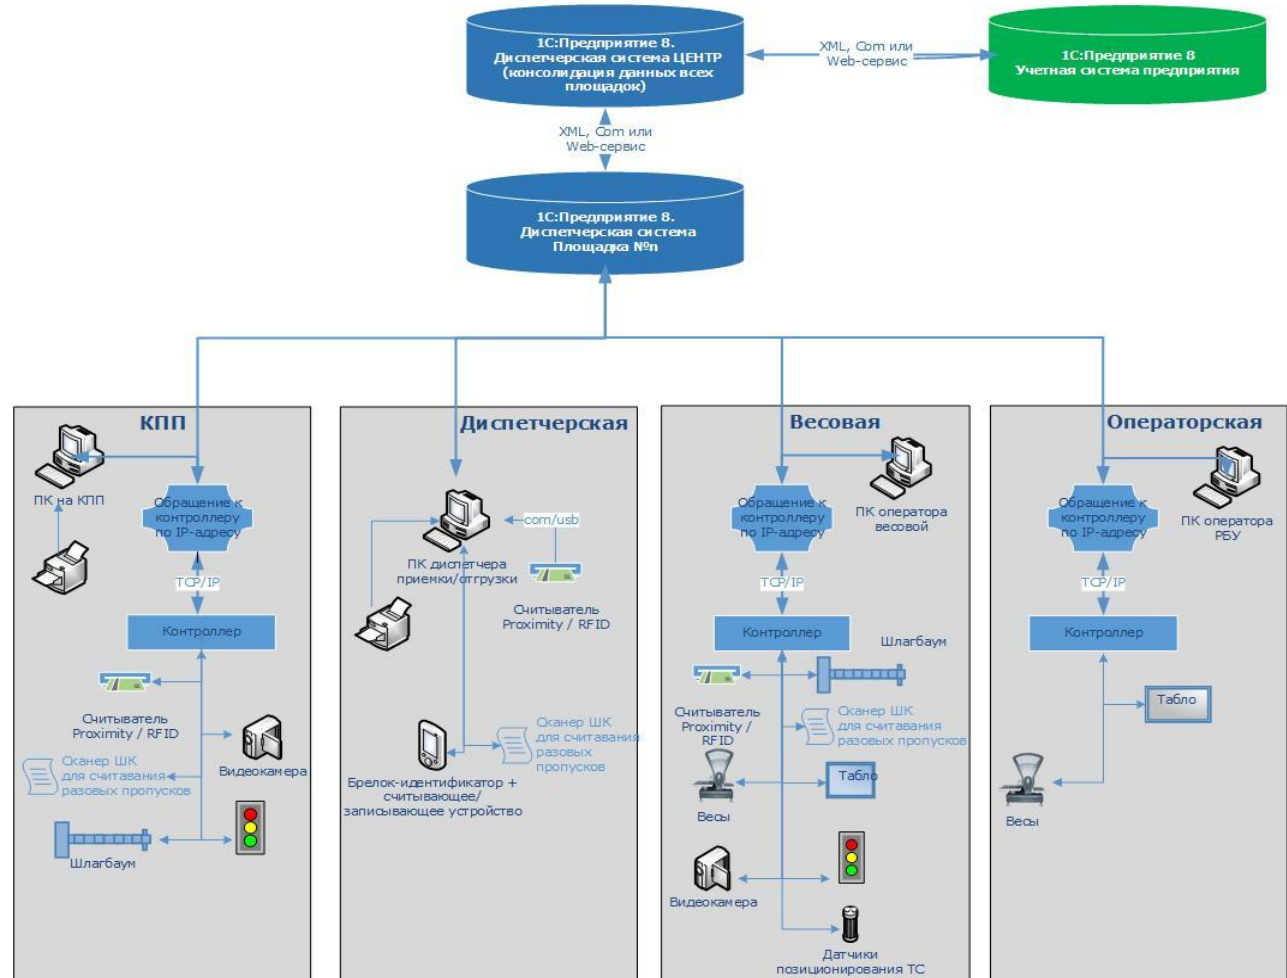 1С:Предприятие 8.
Диспетчерская система ЦЕНТР
(консолидация данных всех
площадок)
XML, Com или
Web-сервис
1С:Предприятие 8
Учетная система предприятия
XML, Com или
Web-сервис
1С:Предприятие 8.
Диспетчерская система
Площадка №n
КПП
ПК на КПП
Обращение к
контроллеру
по IP-адресу
TCP/IP
Контроллер
Считыватель
Proximity / RFID
Видеокамера
Сканер ШК
для считавания
разовых пропусков
Шлагбаум
Диспетчерская
com/usb
ПК диспетчера
приемки/отгрузки
Считыватель
Proximity / RFID
Сканер ШК
для считавания
разовых
пропусков
Брелок-идентификатор +
считывающее/
записывающее устройство
Весовая
ПК оператора
весовой
Обращение к
контроллеру
по IP-адресу
TCP/IP
Контроллер
Шлагбаум
Считыватель
Proximity /
RFID
Сканер ШК
для считавания
разовых пропусков
Табло
Весы
Видеокамера
Датчики
позиционирования ТС
Операторская
ПК оператора
РБУ
Обращение к
контроллеру
по IP-адресу
TCP/IP
Контроллер
Табло
Весы